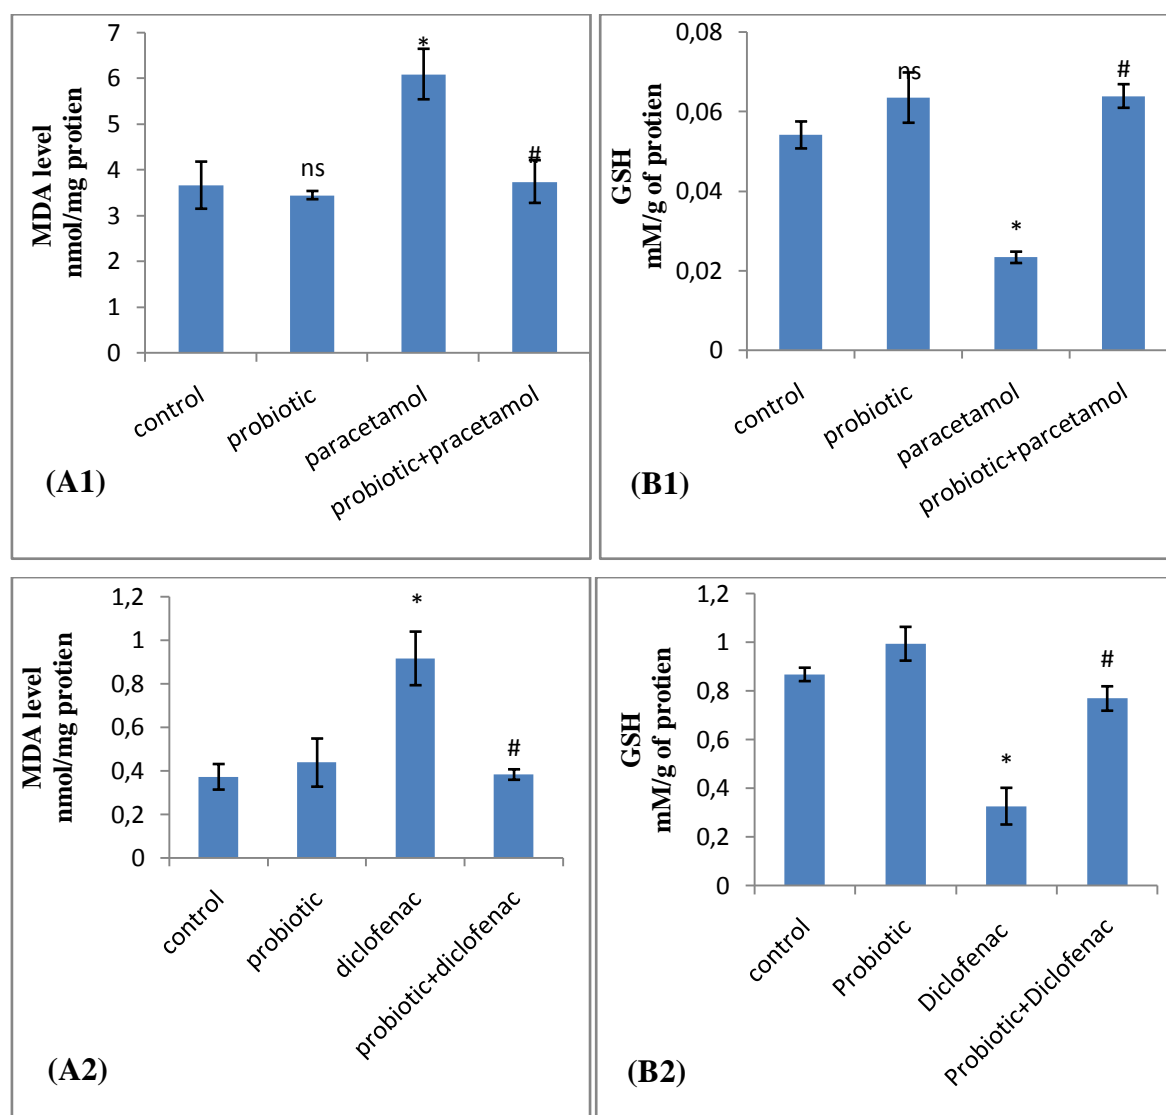 MDA level
nmol/mg protien
7
6
5
4
3
2
1
0
*
ns
#
control
probiotic
paracetamol
probiotic+pracetamol
(A1)
GSH
mM/g of protien
0,08
0,06
0,04
0,02
0
ns
*
#
control
probiotic
paracetamol
probiotic+parcetamol
(B1)
MDA level
nmol/mg protien
1,2
1
0,8
0,6
0,4
0,2
0
*
#
control
probiotic
diclofenac
probiotic+diclofenac
(A2)
GSH
mM/g of protien
1,2
1
0,8
0,6
0,4
0,2
0
*
#
control
Probiotic
Diclofenac
Probiotic+Diclofenac
(B2)